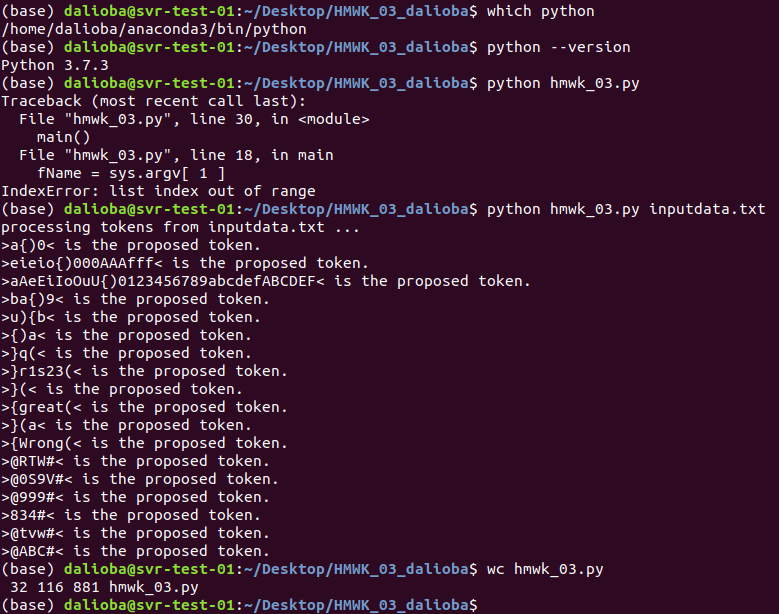 (base) dalioba@svr-test-01:~/Desktop/HMWK_03_dalioba$ which python
/home/dalioba/anaconda3/bin/python
(base) dalioba@svr-test-01:~/Desktop/HMWK_03_dalioba$ python --version
Python 3.7.3
(base) dalioba@svr-test-01:~/Desktop/HMWK_03_dalioba$ python hmwk_03.py
Traceback (most recent call last):
  File "hmwk_03.py", line 30, in <module>
    main()
  File "hmwk_03.py", line 18, in main
    fName = sys.argv[ 1 ]
IndexError: list index out of range
(base) dalioba@svr-test-01:~/Desktop/HMWK_03_dalioba$ python hmwk_03.py inputdata.txt
processing tokens from inputdata.txt ...
>a{)0< is the proposed token.
>eieio{)000AAAfff< is the proposed token.
>aAeEiIoOuU{)0123456789abcdefABCDEF< is the proposed token.
>ba{)9< is the proposed token.
>u){b< is the proposed token.
>{)a< is the proposed token.
>}q(< is the proposed token.
>}r1s23(< is the proposed token.
>}(< is the proposed token.
>{great(< is the proposed token.
>}(a< is the proposed token.
>{Wrong(< is the proposed token.
>@RTW#< is the proposed token.
>@0S9V#< is the proposed token.
>@999#< is the proposed token.
>834#< is the proposed token.
>@tvw#< is the proposed token.
>@ABC#< is the proposed token.
(base) dalioba@svr-test-01:~/Desktop/HMWK_03_dalioba$ wc hmwk_03.py
 32 116 881 hmwk_03.py
(base) dalioba@svr-test-01:~/Desktop/HMWK_03_dalioba$